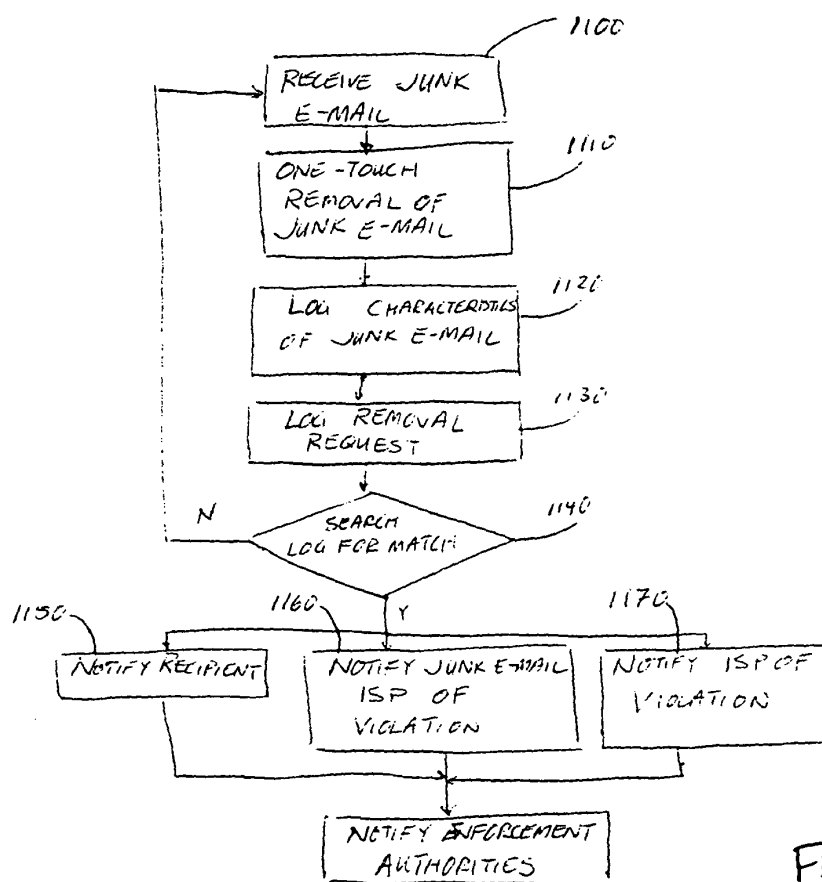 1100
RECEIVE JUNK
E-MAIL
1110
ONE-TOUCH
REMOVAL OF
JUNK E-MAIL
1120
LOG CHARACTERISTICS
OF JUNK E-MAIL
1130
LOG REMOVAL
REQUEST
1140
N
SEARCH
LOG FOR MATCH
Y
1150
1160
1170
NOTIFY RECIPIENT
NOTIFY JUNK E-MAIL
ISP OF
VIOLATION
NOTIFY ISP OF
VIOLATION
NOTIFY ENFORCEMENT
AUTHORITIES